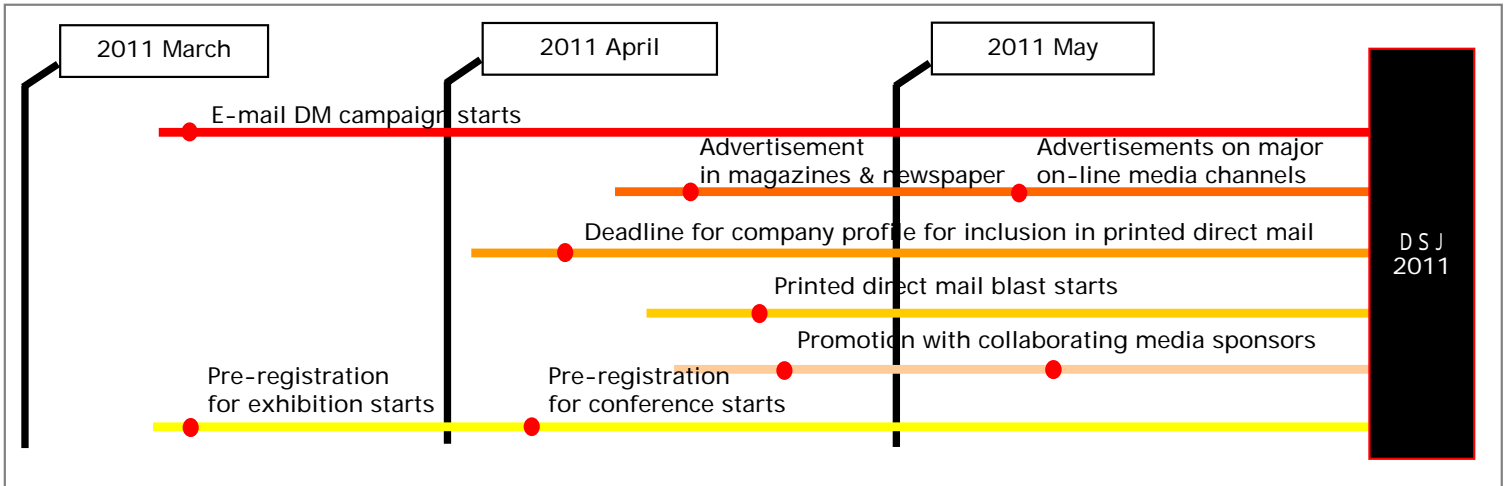 2011 March
2011 April
2011 May
E-mail DM campaign starts
Advertisement
in magazines & newspaper
Advertisements on major
on-line media channels
Deadline for company profile for inclusion in printed direct mail
DSJ
2011
Printed direct mail blast starts
Promotion with collaborating media sponsors
Pre-registration
for exhibition starts
Pre-registration
for conference starts